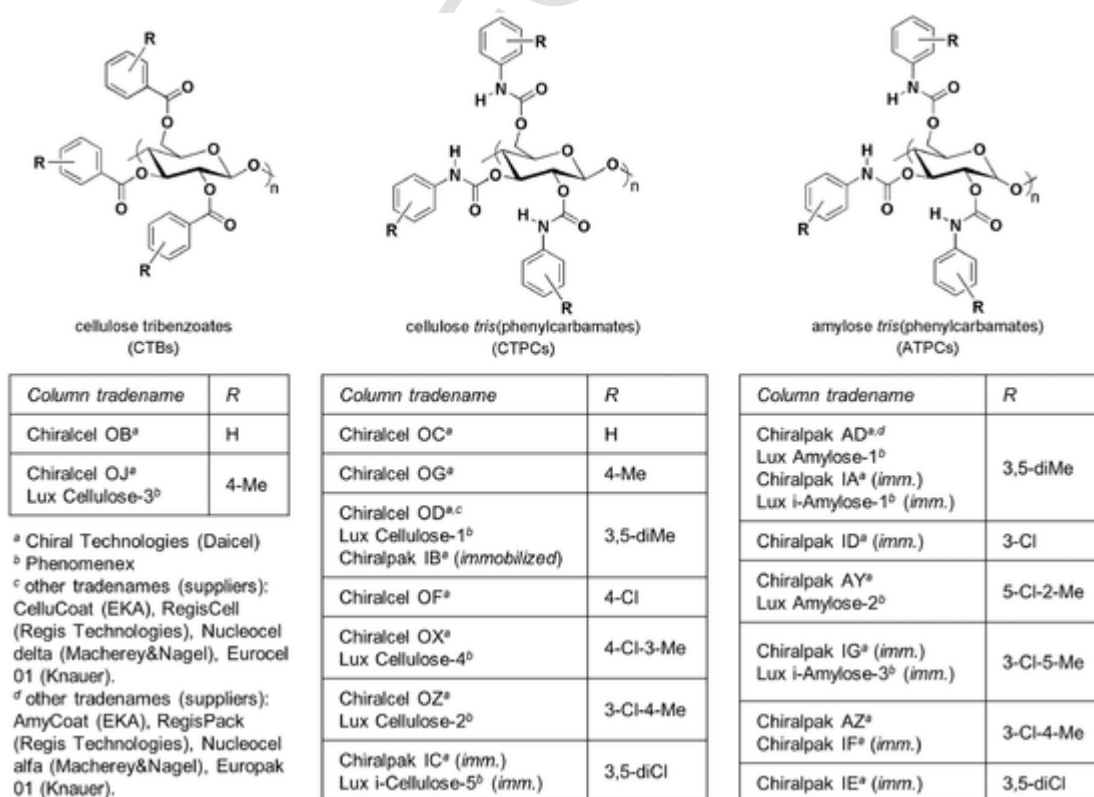 R
R
R
O
O
O
O
O
O
O
O
n
cellulose tribenzoates
(CTBs)
R
H
N
O
O
O
O
n
H
N
O
O
O
O
H
N
R
R
cellulose tris(phenylcarbamates)
(CTPCs)
R
H
N
O
O
O
O
n
H
N
O
O
O
O
H
N
R
R
amylose tris(phenylcarbamates)
(ATPCs)
Column tradename R
Chiralcel OBᵃ H
Chiralcel OJᵃ
Lux Cellulose-3ᵇ 4-Me
ᵃ Chiral Technologies (Daicel)
ᵇ Phenomenex
ᶜ other tradenames (suppliers):
CelluCoat (EKA), RegisCell
(Regis Technologies), Nucleocel
delta (Macherey&Nagel), Eurocel
01 (Knauer).
ᵈ other tradenames (suppliers):
AmyCoat (EKA), RegisPack
(Regis Technologies), Nucleocel
alfa (Macherey&Nagel), Europak
01 (Knauer).
Column tradename R
Chiralcel OCᵃ H
Chiralcel OGᵃ 4-Me
Chiralcel ODᵃ,ᶜ
Lux Cellulose-1ᵇ 3,5-diMe
Chiralpak IBᵃ (immobilized)
Chiralcel OFᵃ 4-Cl
Chiralcel OXᵃ
Lux Cellulose-4ᵇ 4-Cl-3-Me
Chiralcel OZᵃ
Lux Cellulose-2ᵇ 3-Cl-4-Me
Chiralpak ICᵃ (imm.)
Lux i-Cellulose-5ᵇ (imm.) 3,5-diCl
Column tradename R
Chiralpak ADᵃ,ᵈ
Lux Amylose-1ᵇ
Chiralpak IAᵃ (imm.) 3,5-diMe
Lux i-Amylose-1ᵇ (imm.)
Chiralpak IDᵃ (imm.) 3-Cl
Chiralpak AYᵃ
Lux Amylose-2ᵇ 5-Cl-2-Me
Chiralpak IGᵃ (imm.)
Lux i-Amylose-3ᵇ (imm.) 3-Cl-5-Me
Chiralpak AZᵃ
Chiralpak IFᵃ (imm.) 3-Cl-4-Me
Chiralpak IEᵃ (imm.) 3,5-diCl